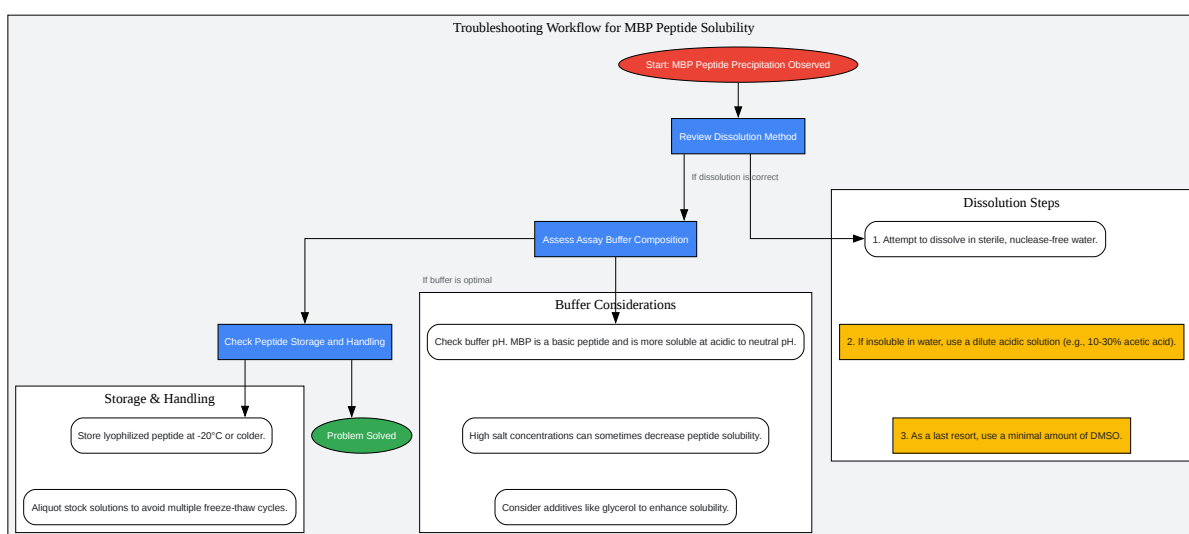 Troubleshooting Workflow for MBP Peptide Solubility
Start: MBP Peptide Precipitation Observed
Review Dissolution Method
If dissolution is correct
Dissolution Steps
1. Attempt to dissolve in sterile, nuclease-free water.
Assess Assay Buffer Composition
If buffer is optimal
Buffer Considerations
Check Peptide Storage and Handling
Check buffer pH. MBP is a basic peptide and is more soluble at acidic to neutral pH.
2. If insoluble in water, use a dilute acidic solution (e.g., 10-30% acetic acid).
Storage & Handling
Store lyophilized peptide at -20°C or colder.
Problem Solved
High salt concentrations can sometimes decrease peptide solubility.
3. As a last resort, use a minimal amount of DMSO.
Aliquot stock solutions to avoid multiple freeze-thaw cycles.
Consider additives like glycerol to enhance solubility.